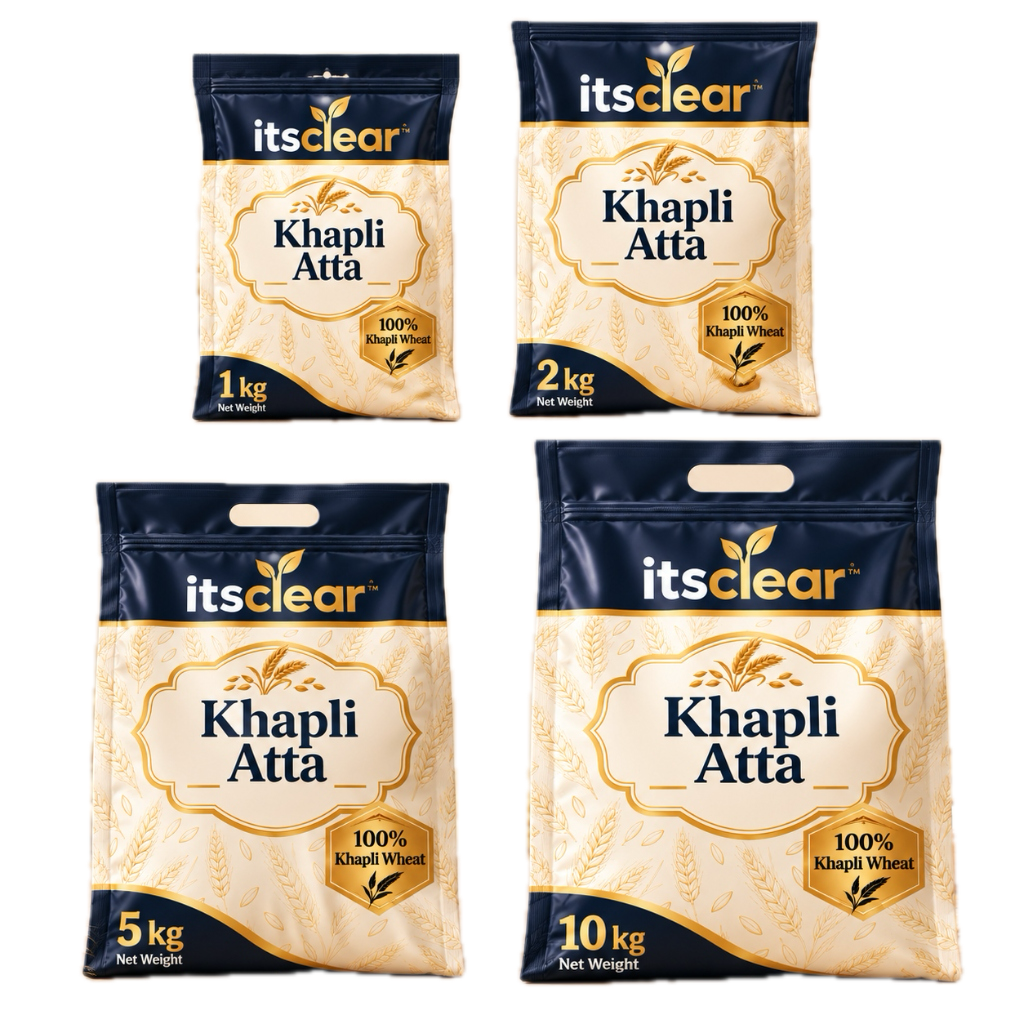 itsclear™
Khapli
Atta
100%
Khapli Wheat
1 kg
Net Weight
itsclear™
Khapli
Atta
100%
Khapli Wheat
2 kg
Net Weight
itsclear™
Khapli
Atta
100%
Khapli Wheat
5 kg
Net Weight
itsclear™
Khapli
Atta
100%
Khapli Wheat
10 kg
Net Weight